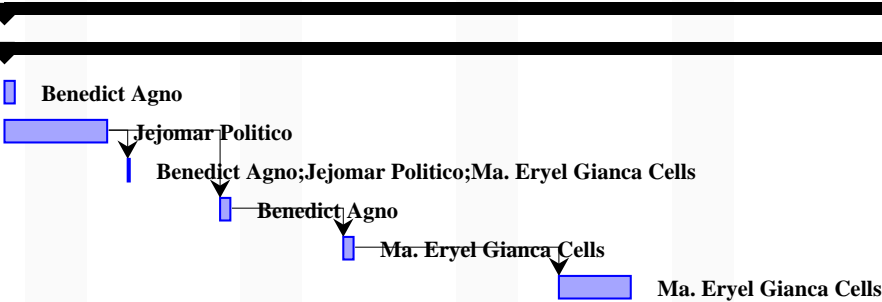 Benedict Agno
Jejomar Politico
Benedict Agno;Jejomar Politico;Ma. Eryel Gianca Cells
Benedict Agno
Ma. Eryel Gianca Cells
Ma. Eryel Gianca Cells